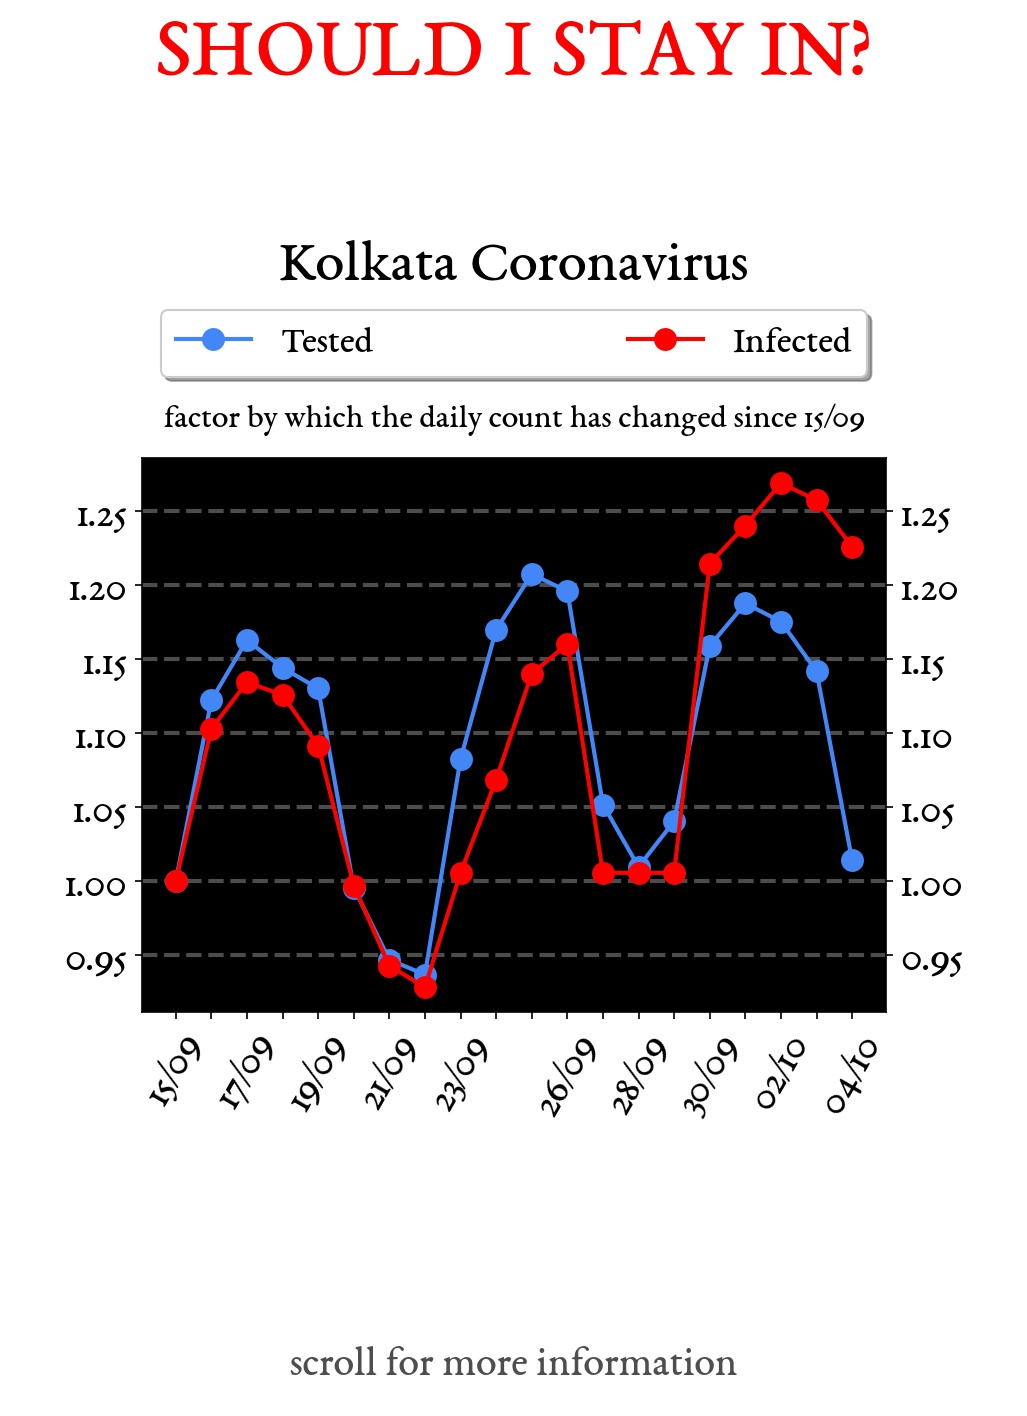 SHOULD I STAY IN?
Kolkata Coronavirus
Tested Infected
factor by which the daily count has changed since 15/09
1.25 1.25
1.20 1.20
1.15 1.15
1.10 1.10
1.05 1.05
1.00 1.00
0.95 0.95
15/09 17/09 19/09 21/09 23/09 26/09 28/09 30/09 02/10 04/10
scroll for more information